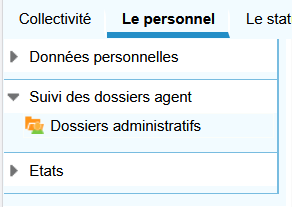 Collectivité Le personnel Le stat
Données personnelles
Suivi des dossiers agent
Dossiers administratifs
Etats